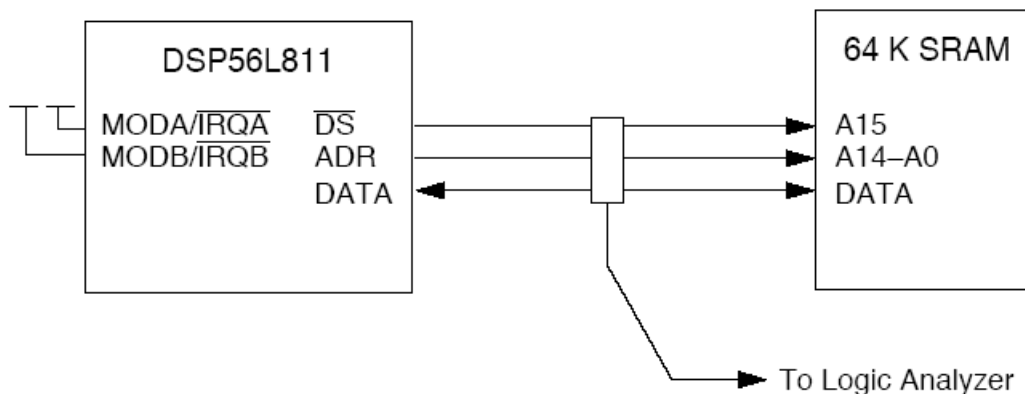 DSP56L811
64 K SRAM
MODA/IRQA DS
A15
MODB/IRQB ADR
A14–A0
DATA
DATA
To Logic Analyzer